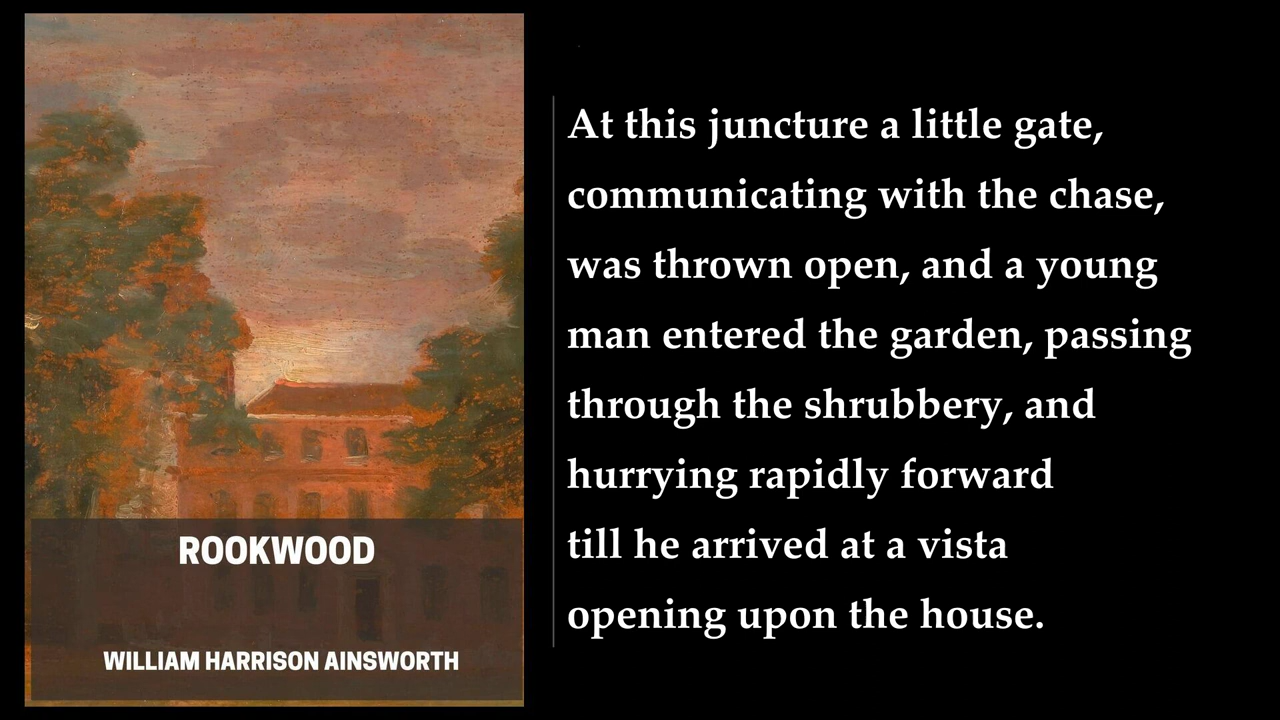 ROOKWOOD
WILLIAM HARRISON AINSWORTH
At this juncture a little gate,
communicating with the chase,
was thrown open, and a young
man entered the garden, passing
through the shrubbery, and
hurrying rapidly forward
till he arrived at a vista
opening upon the house.